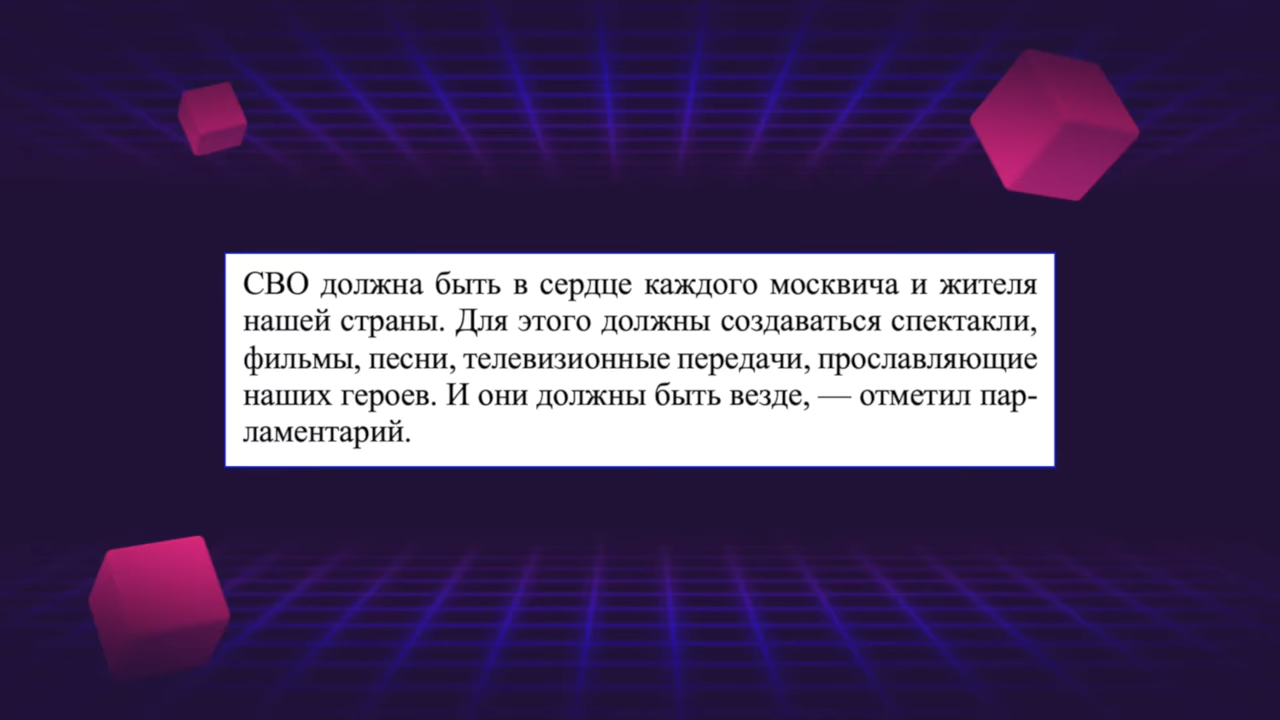 СВО должна быть в сердце каждого москвича и жителя
нашей страны. Для этого должны создаваться спектакли,
фильмы, песни, телевизионные передачи, прославляющие
наших героев. И они должны быть везде, — отметил пар-
ламентарий.